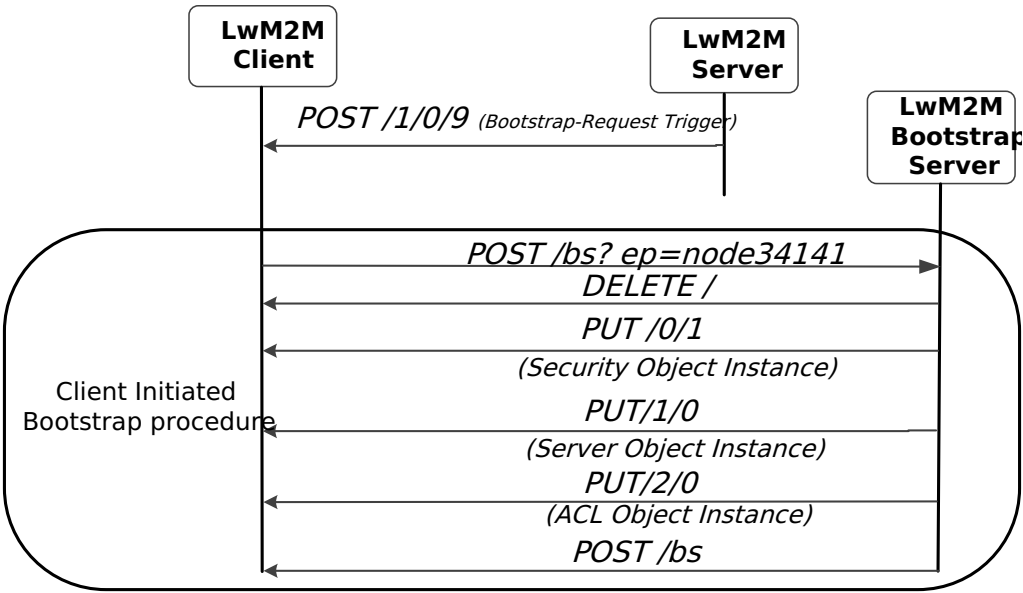 LwM2M
Client
LwM2M
Server
LwM2M
Bootstrap
Server
POST /1/0/9 (Bootstrap-Request Trigger)
POST /bs? ep=node34141
DELETE /
PUT /0/1
(Security Object Instance)
Client Initiated
Bootstrap procedure
PUT/1/0
(Server Object Instance)
PUT/2/0
(ACL Object Instance)
POST /bs